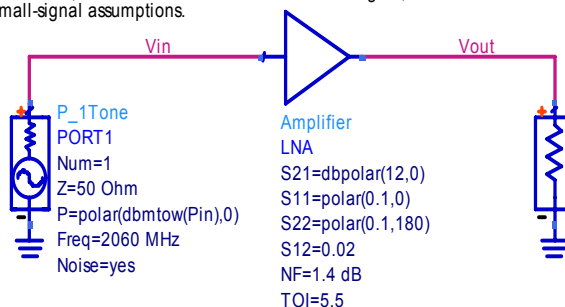 mall-signal assumptions.
Vin
Vout
P_1Tone
PORT1
Num=1
Z=50 Ohm
P=polar(dbmtow(Pin),0)
Freq=2060 MHz
Noise=yes
Amplifier
LNA
S21=dbpolar(12,0)
S11=polar(0.1,0)
S22=polar(0.1,180)
S12=0.02
NF=1.4 dB
TOI=5.5